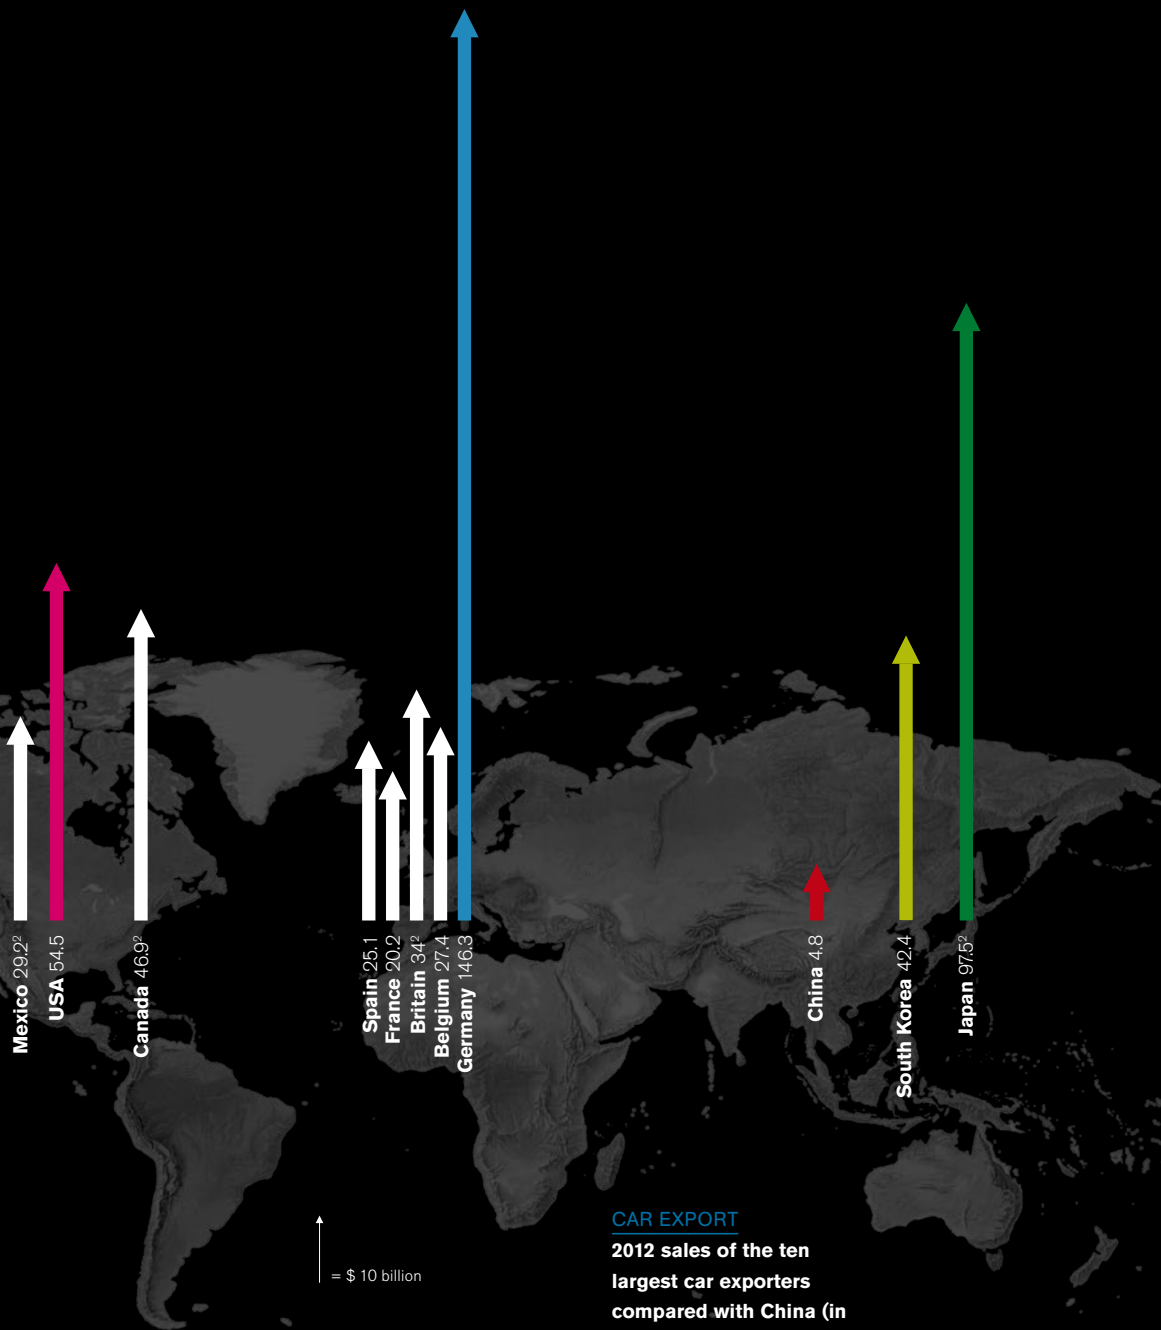 Mexico 29.2²
USA 54.5
Canada 46.9²
Spain 25.1
France 20.2
Britain 34²
Belgium 27.4
Germany 146.3
China 4.8
South Korea 42.4
Japan 97.5²
= $ 10 billion
CAR EXPORT
2012 sales of the ten
largest car exporters
compared with China (in